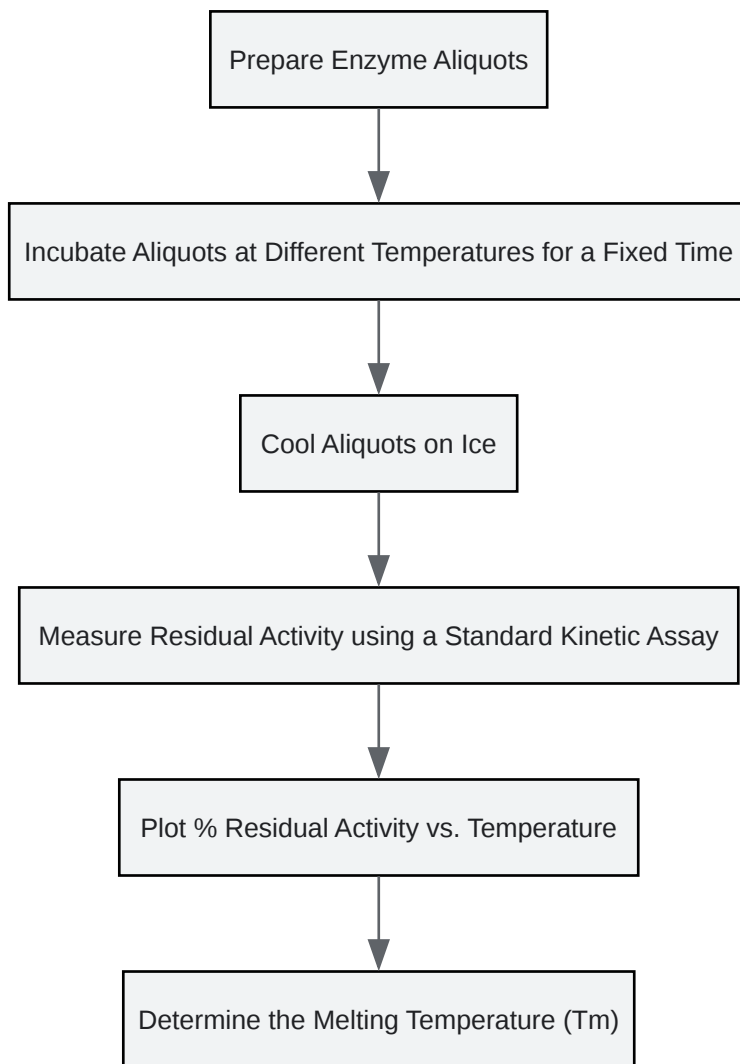 Prepare Enzyme Aliquots
Incubate Aliquots at Different Temperatures for a Fixed Time
Cool Aliquots on Ice
Measure Residual Activity using a Standard Kinetic Assay
Plot % Residual Activity vs. Temperature
Determine the Melting Temperature (Tm)